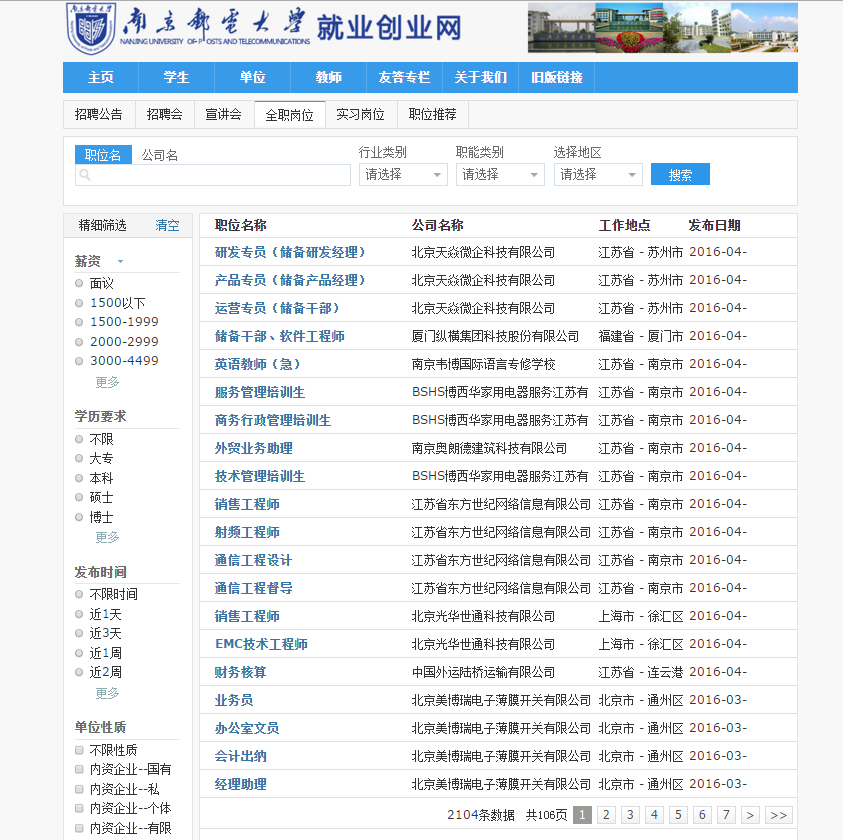 南京邮电大学
南京郵電大學 就业创业网
NANJING UNIVERSITY OF POSTS AND TELECOMMUNICATIONS
主页 学生 单位 教师 友答专栏 关于我们 旧版链接
招聘公告 招聘会 宣讲会 全职岗位 实习岗位 职位推荐
职位名 公司名 行业类别 职能类别 选择地区
请选择 请选择 请选择 搜索
精细筛选 清空
薪资
面议
1500以下
1500-1999
2000-2999
3000-4499
更多
学历要求
不限
大专
本科
硕士
博士
更多
发布时间
不限时间
近1天
近3天
近1周
近2周
更多
单位性质
不限性质
内资企业--国有
内资企业--私
内资企业--个体
内资企业--有限
职位名称 公司名称 工作地点 发布日期
研发专员（储备研发经理） 北京天焱微企科技有限公司 江苏省 - 苏州市 2016-04-
产品专员（储备产品经理） 北京天焱微企科技有限公司 江苏省 - 苏州市 2016-04-
运营专员（储备干部） 北京天焱微企科技有限公司 江苏省 - 苏州市 2016-04-
储备干部、软件工程师 厦门纵横集团科技股份有限公司 福建省 - 厦门市 2016-04-
英语教师（急） 南京韦博国际语言专修学校 江苏省 - 南京市 2016-04-
服务管理培训生 BSHS博西华家用电器服务江苏有 江苏省 - 南京市 2016-04-
商务行政管理培训生 BSHS博西华家用电器服务江苏有 江苏省 - 南京市 2016-04-
外贸业务助理 南京奥朗德建筑科技有限公司 江苏省 - 南京市 2016-04-
技术管理培训生 BSHS博西华家用电器服务江苏有 江苏省 - 南京市 2016-04-
销售工程师 江苏省东方世纪网络信息有限公司 江苏省 - 南京市 2016-04-
射频工程师 江苏省东方世纪网络信息有限公司 江苏省 - 南京市 2016-04-
通信工程设计 江苏省东方世纪网络信息有限公司 江苏省 - 南京市 2016-04-
通信工程督导 江苏省东方世纪网络信息有限公司 江苏省 - 南京市 2016-04-
销售工程师 北京光华世通科技有限公司 上海市 - 徐汇区 2016-04-
EMC技术工程师 北京光华世通科技有限公司 上海市 - 徐汇区 2016-04-
财务核算 中国外运陆桥运输有限公司 江苏省 - 连云港 2016-04-
业务员 北京美博瑞电子薄膜开关有限公司 北京市 - 通州区 2016-03-
办公室文员 北京美博瑞电子薄膜开关有限公司 北京市 - 通州区 2016-03-
会计出纳 北京美博瑞电子薄膜开关有限公司 北京市 - 通州区 2016-03-
经理助理 北京美博瑞电子薄膜开关有限公司 北京市 - 通州区 2016-03-
2104条数据 共106页 1 2 3 4 5 6 7 > >>